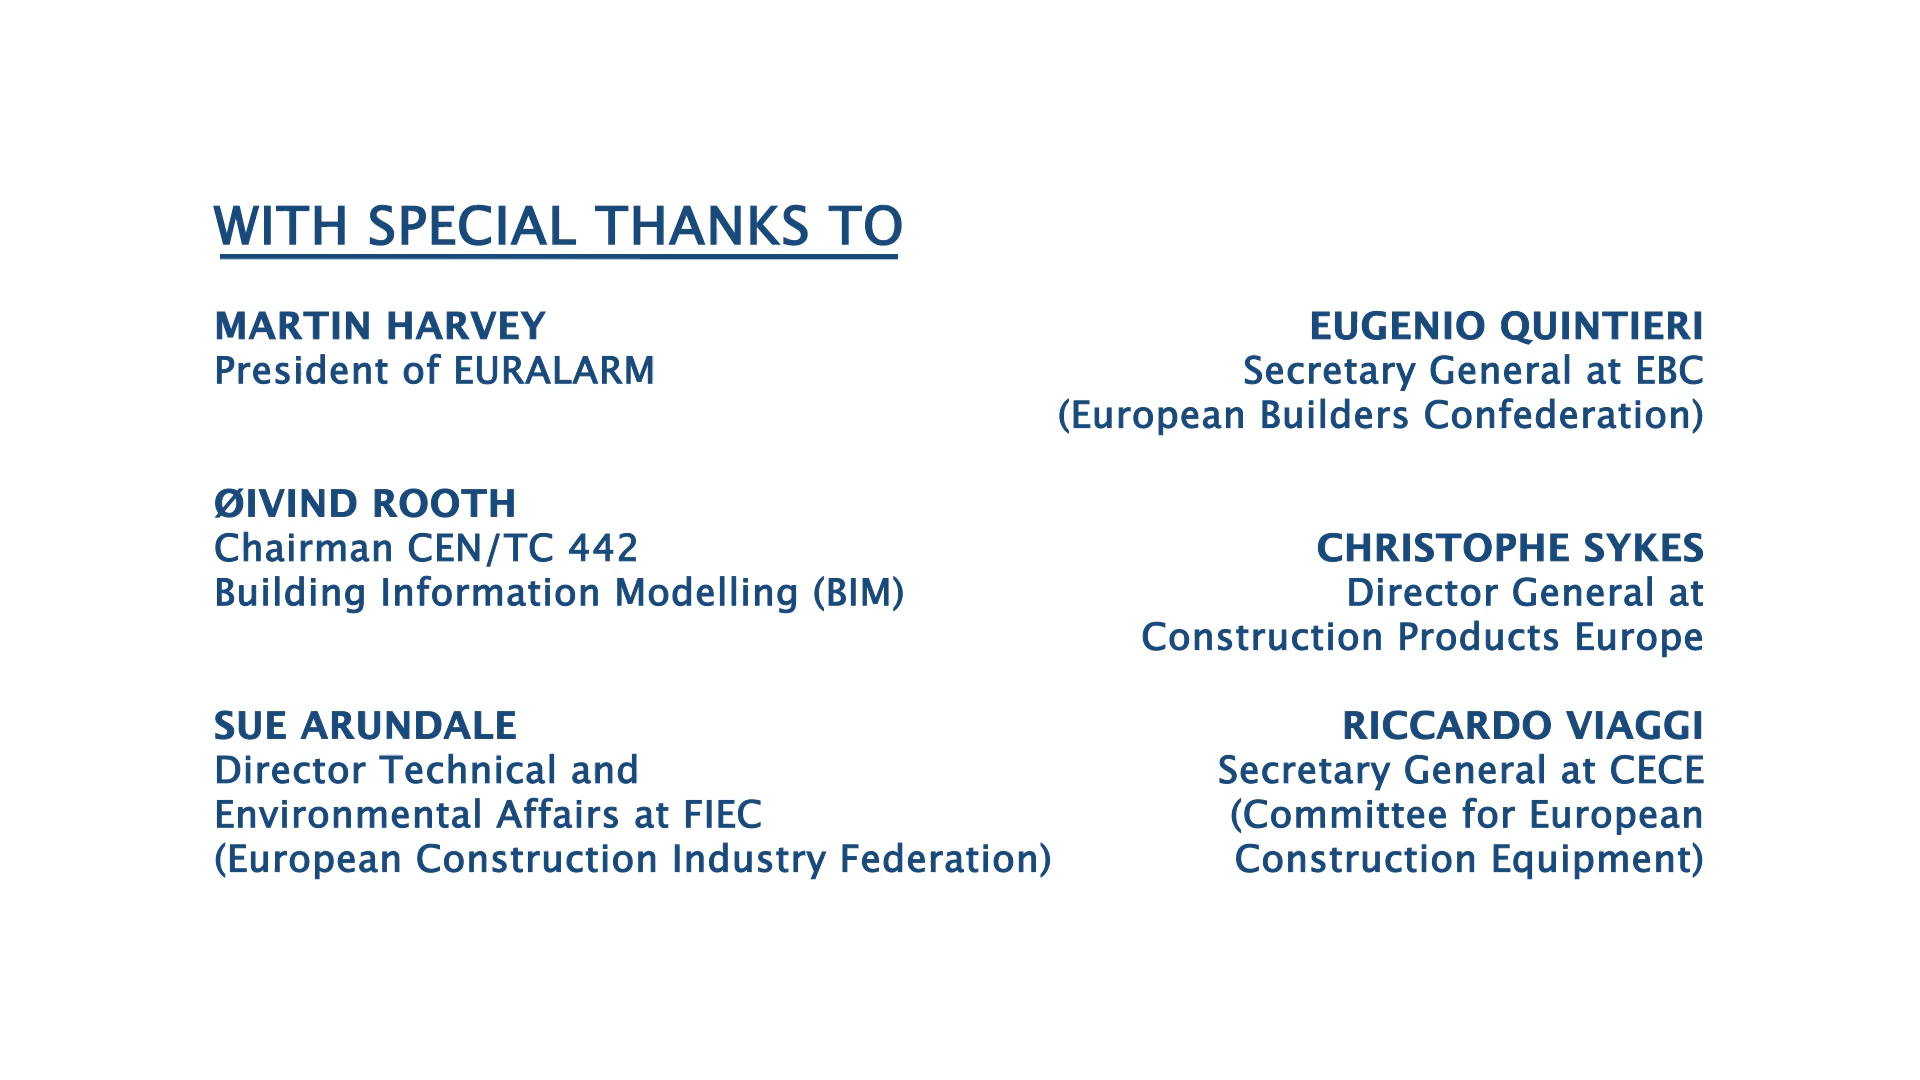 WITH SPECIAL THANKS TO
MARTIN HARVEY
President of EURALARM
ØIVIND ROOTH
Chairman CEN/TC 442
Building Information Modelling (BIM)
SUE ARUNDALE
Director Technical and
Environmental Affairs at FIEC
(European Construction Industry Federation)
EUGENIO QUINTIERI
Secretary General at EBC
(European Builders Confederation)
CHRISTOPHE SYKES
Director General at
Construction Products Europe
RICCARDO VIAGGI
Secretary General at CECE
(Committee for European
Construction Equipment)